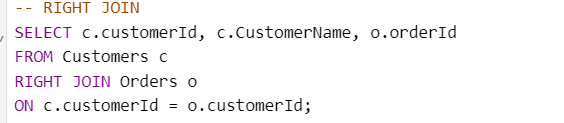 -- RIGHT JOIN
SELECT c.customerId, c.CustomerName, o.orderId
FROM Customers c
RIGHT JOIN Orders o
ON c.customerId = o.customerId;